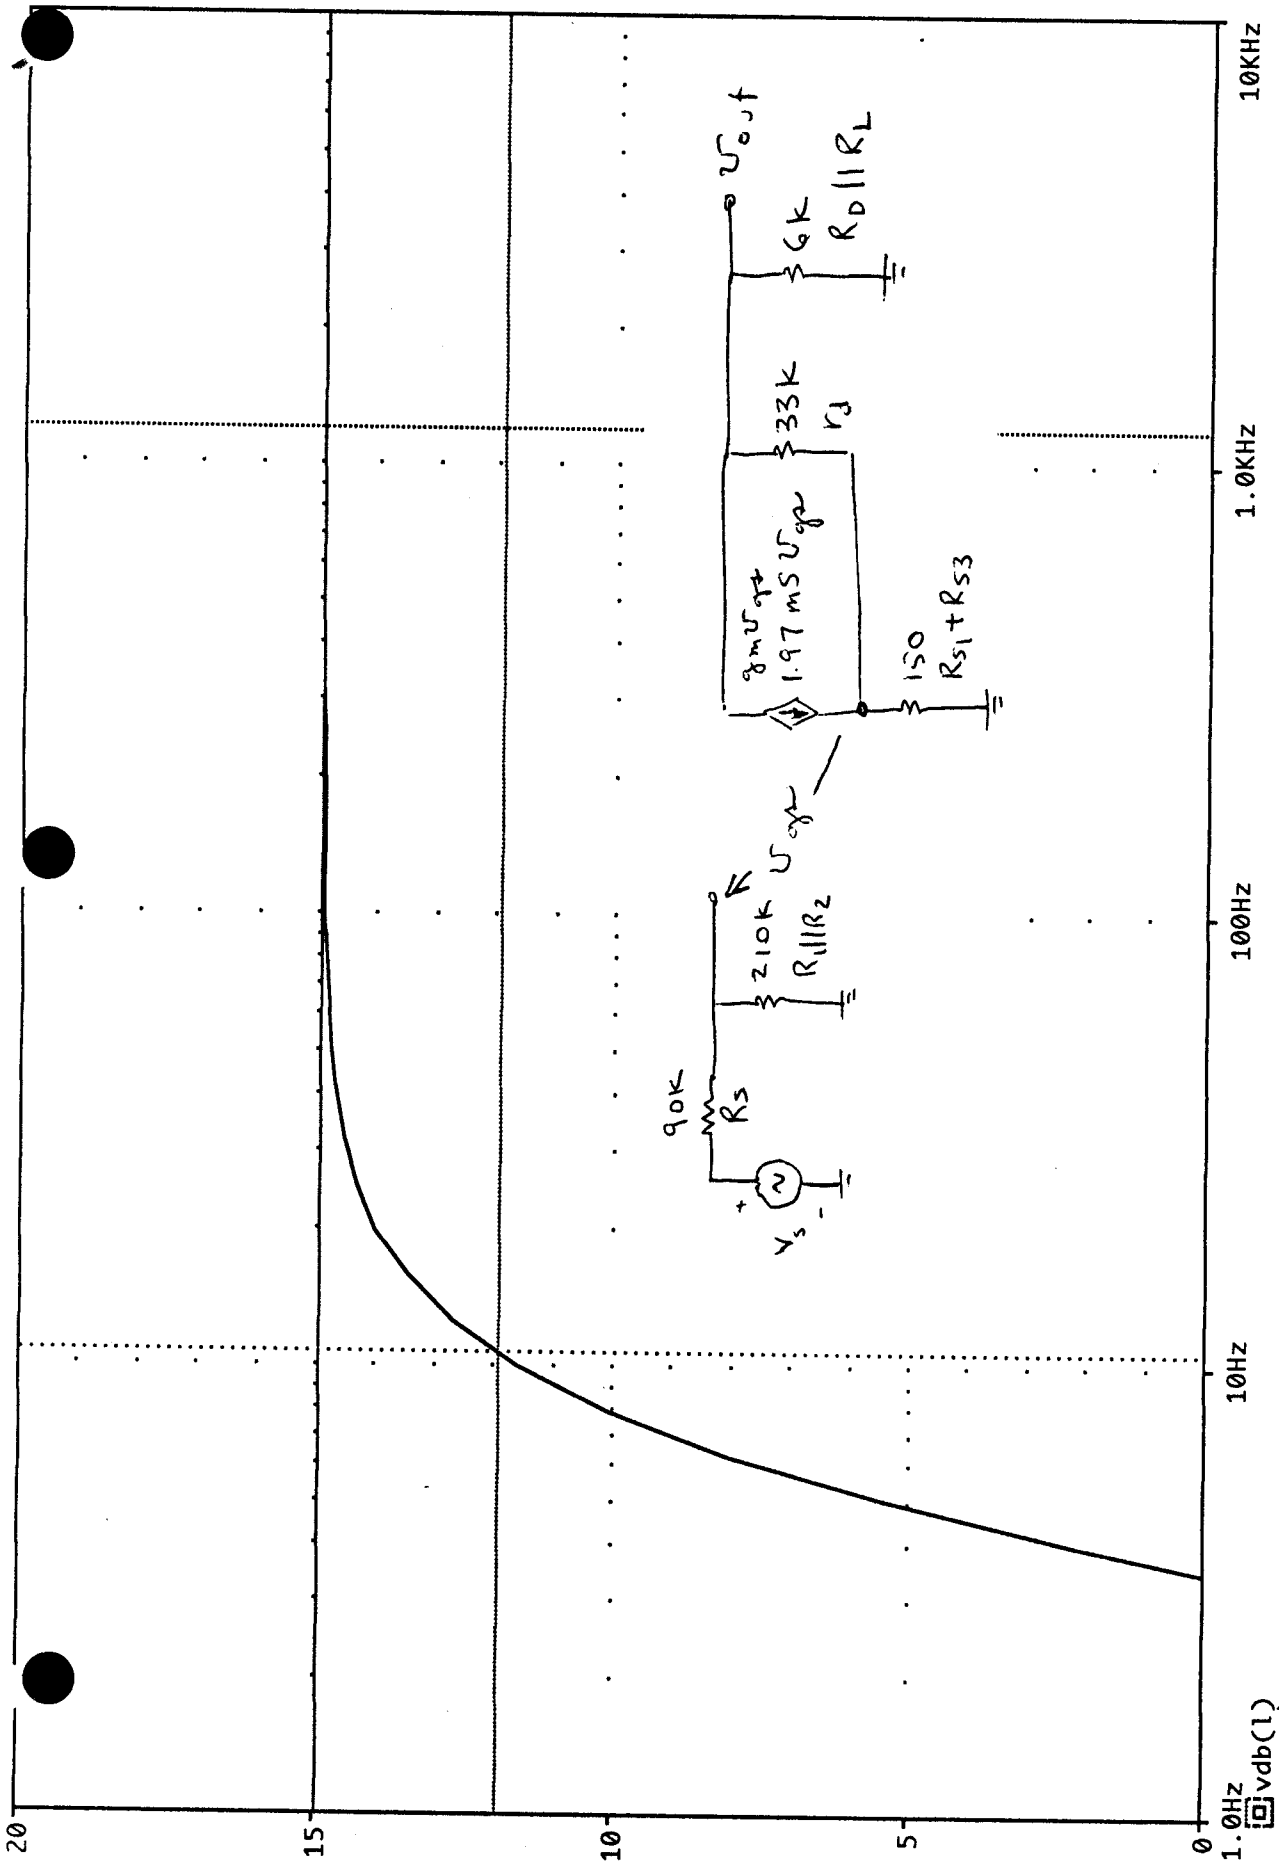 20
15
10
5
0
1.0Hz
10Hz
100Hz
1.0KHz
10KHz
vdb(l)
90K
Rs
+
Vs
-
210K
R1||R2
vgs
gm vgs
1.97 mS vgs
33K
rd
150
RS1 + RS3
6K
RD || RL
vout